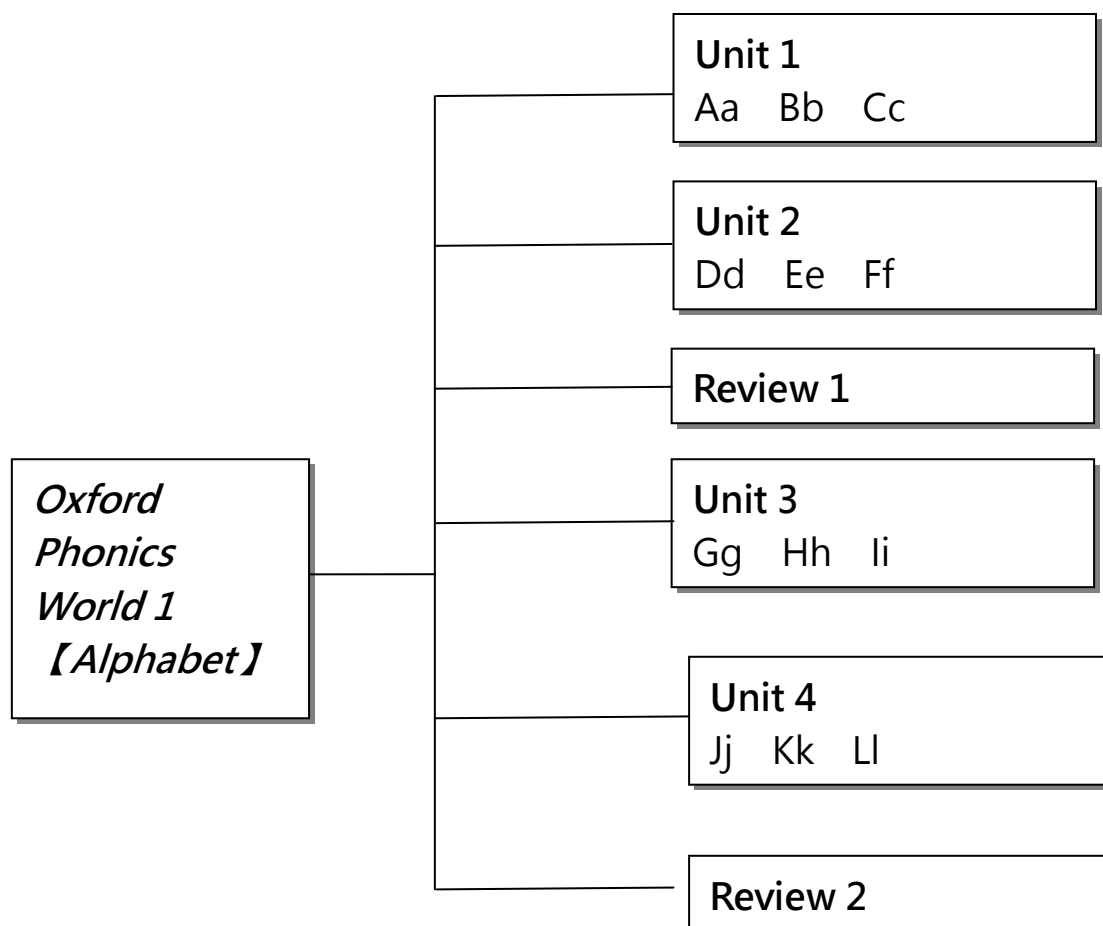 Unit 1
Aa Bb Cc
Unit 2
Dd Ee Ff
Review 1
Oxford
Phonics
World 1
【Alphabet】
Unit 3
Gg Hh Ii
Unit 4
Jj Kk Ll
Review 2